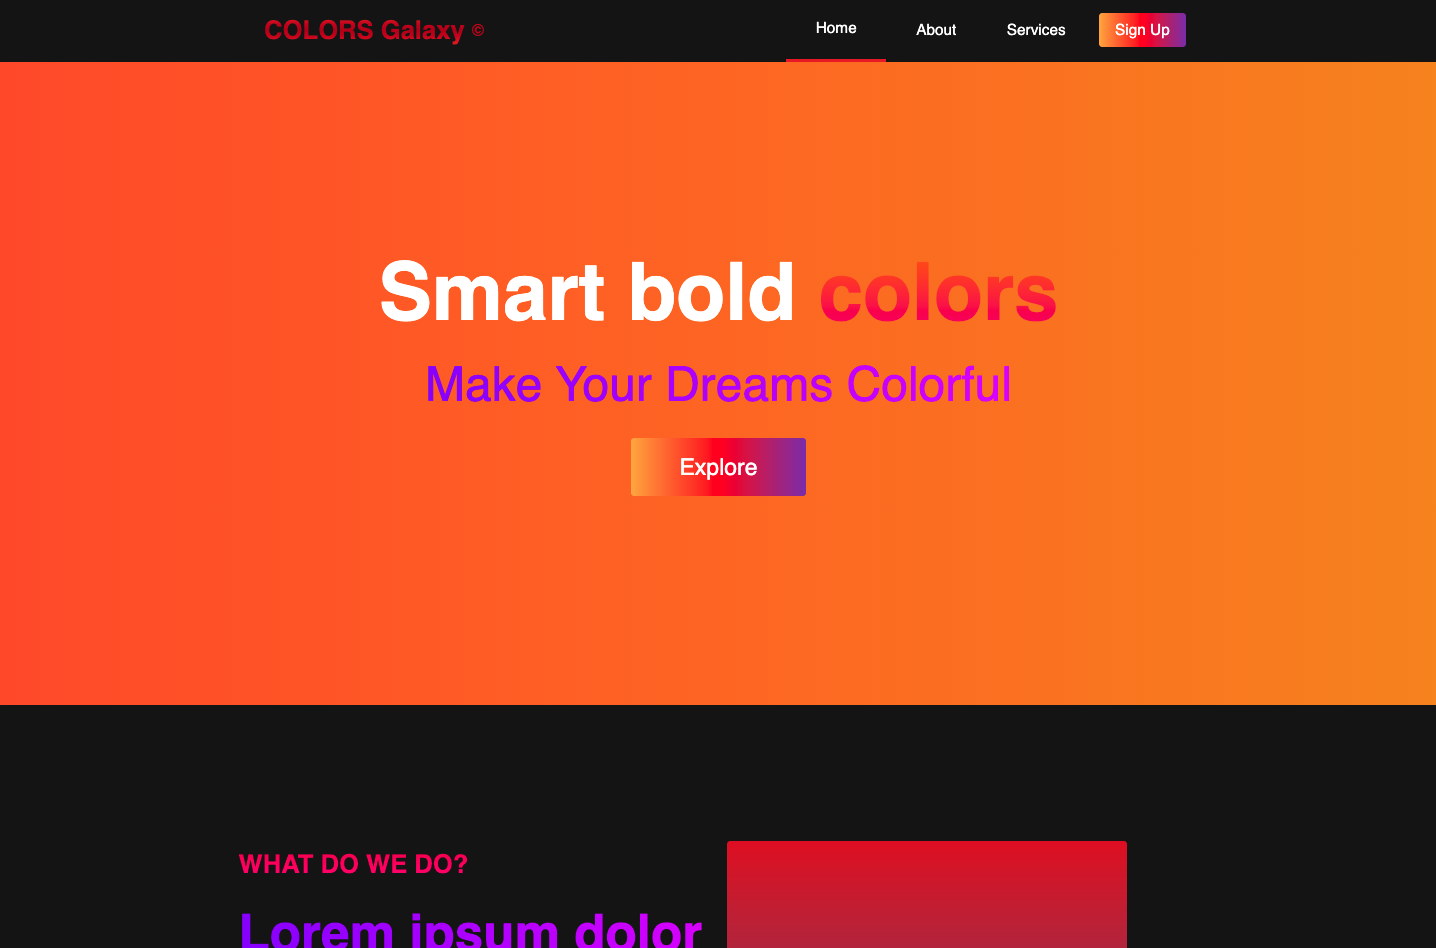 COLORS Galaxy ©
Home
About
Services
Sign Up
Smart bold colors
Make Your Dreams Colorful
Explore
WHAT DO WE DO?
Lorem ipsum dolor